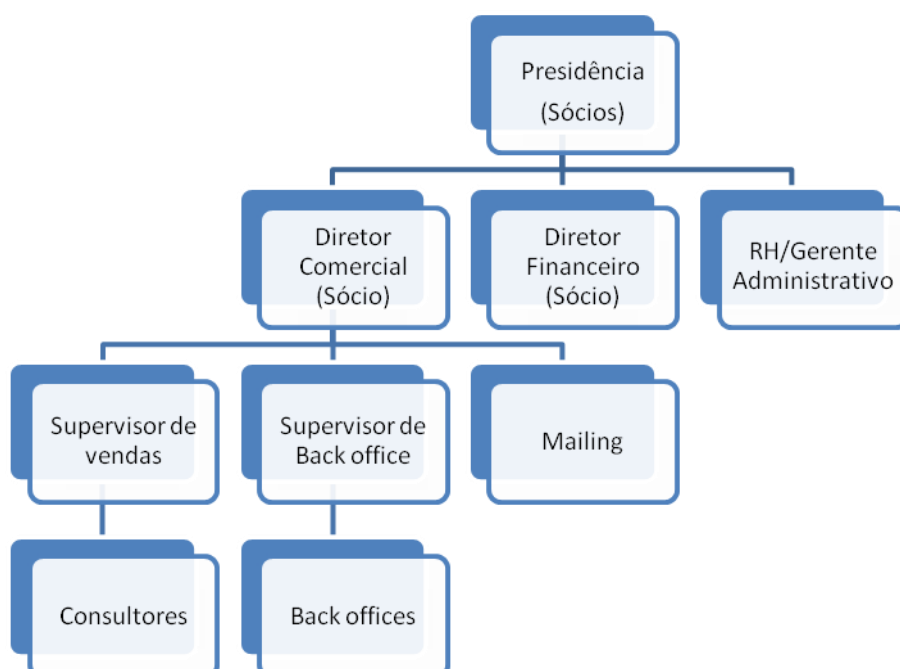 Presidência
(Sócios)
Diretor
Comercial
(Sócio)
Diretor
Financeiro
(Sócio)
RH/Gerente
Administrativo
Supervisor de
vendas
Supervisor de
Back office
Mailing
Consultores
Back offices